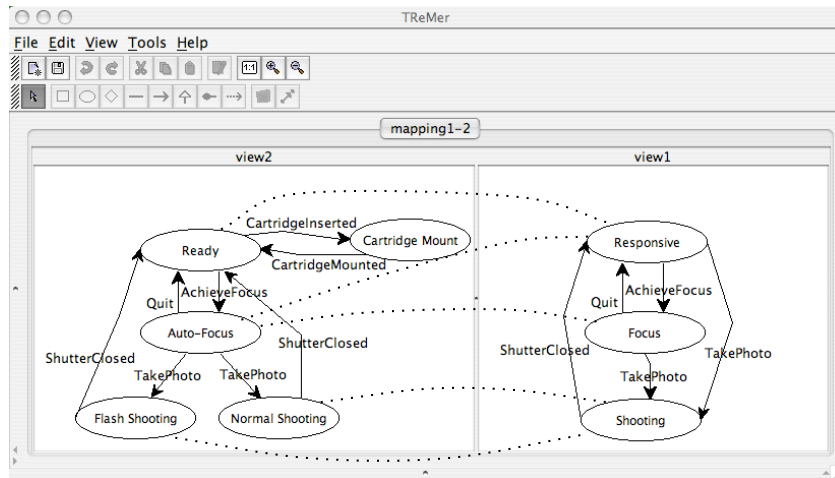 TReMer
File Edit View Tools Help
1:1
mapping1-2
view2 view1
CartridgeInserted
Ready Cartridge Mount Responsive
CartridgeMounted
AchieveFocus AchieveFocus
Quit Quit
Auto-Focus Focus
ShutterClosed ShutterClosed ShutterClosed TakePhoto
TakePhoto TakePhoto TakePhoto
Flash Shooting Normal Shooting Shooting